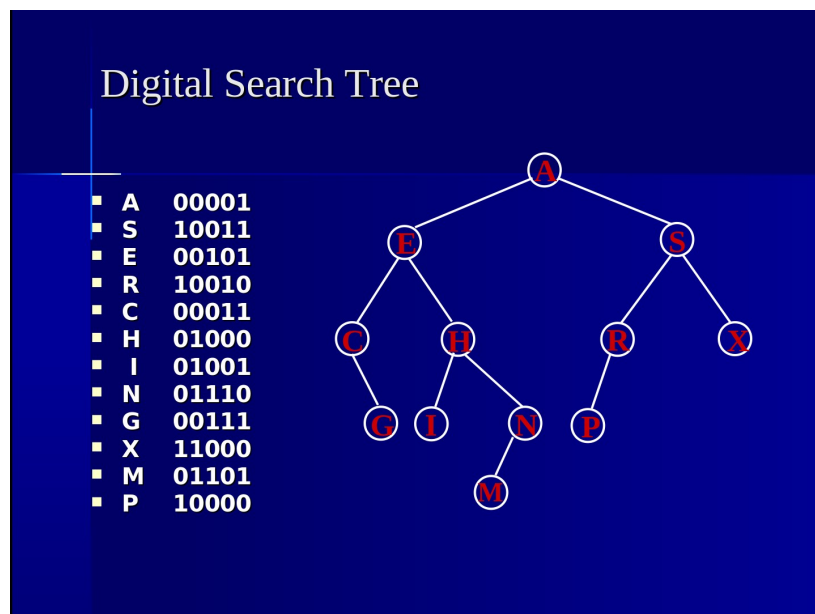 Digital Search Tree
A 00001
S 10011
E 00101
R 10010
C 00011
H 01000
I 01001
N 01110
G 00111
X 11000
M 01101
P 10000
A
E S
C H R X
G I N P
M